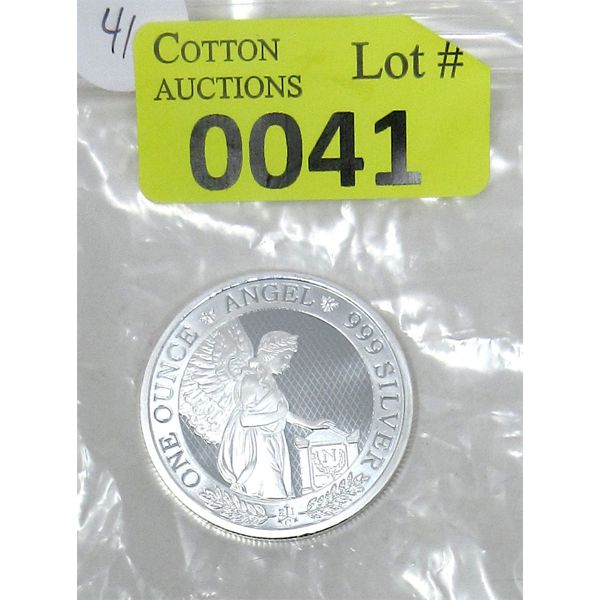 41
COTTON
AUCTIONS
Lot #
0041
ONE OUNCE * ANGEL * 999 SILVER
N